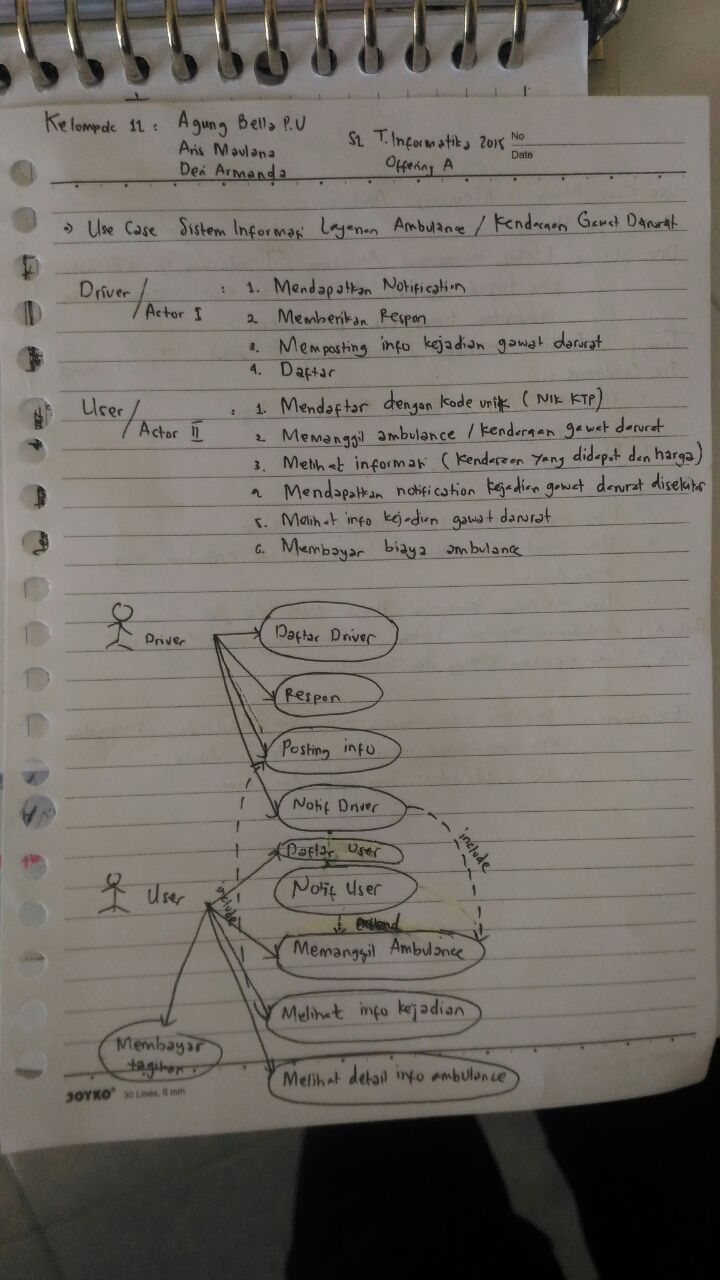 Kelompok 11 : Agung Bella P.U
Aris Maulana
Deri Armanda
S1 T.Informatika 2015
Offering A
No
Date
→ Use Case Sistem Informasi Layanan Ambulance / Kendaraan Gawat Darurat
Driver / Actor I : 1. Mendapatkan Notification
2. Memberikan Respon
3. Memposting info kejadian gawat darurat
4. Daftar
User / Actor II : 1. Mendaftar dengan kode unik ( NIK KTP )
2. Memanggil ambulance / kendaraan gawat darurat
3. Melihat informasi ( kendaraan yang didapat dan harga )
4. Mendapatkan notification kejadian gawat darurat disekitar
5. Melihat info kejadian gawat darurat
6. Membayar biaya ambulance
Driver
Daftar Driver
Respon
Posting info
Notif Driver
include
Daftar User
User
include
Notif User
extend
Memanggil Ambulance
Melihat info kejadian
Membayar
tagihan
Melihat detail info ambulance
JOYKO 30 Lines, 6 mm